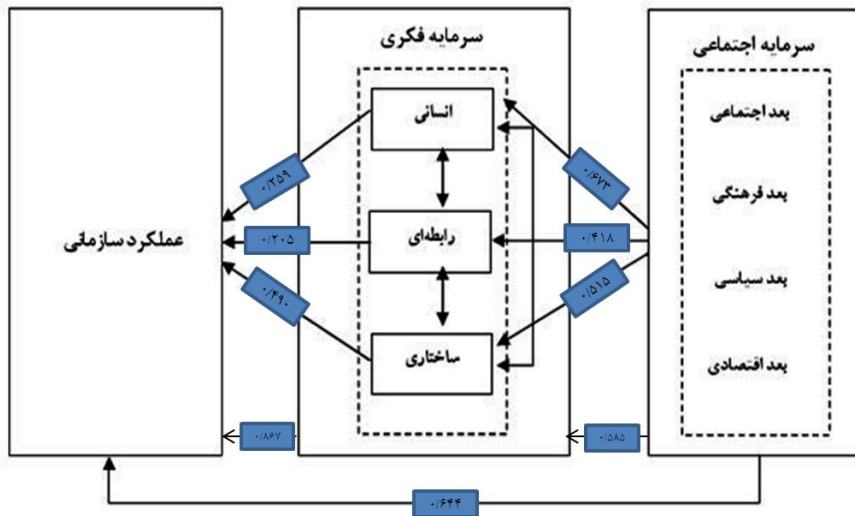 سرمایه اجتماعی
بعد اجتماعی
بعد فرهنگی
بعد سیاسی
بعد اقتصادی
سرمایه فکری
انسانی
رابطه‌ای
ساختاری
عملکرد سازمانی
۰/۶۷۳
۰/۴۱۸
۰/۵۱۵
۰/۵۸۵
۰/۲۵۹
۰/۲۰۵
۰/۴۹۰
۰/۸۶۷
۰/۶۴۴